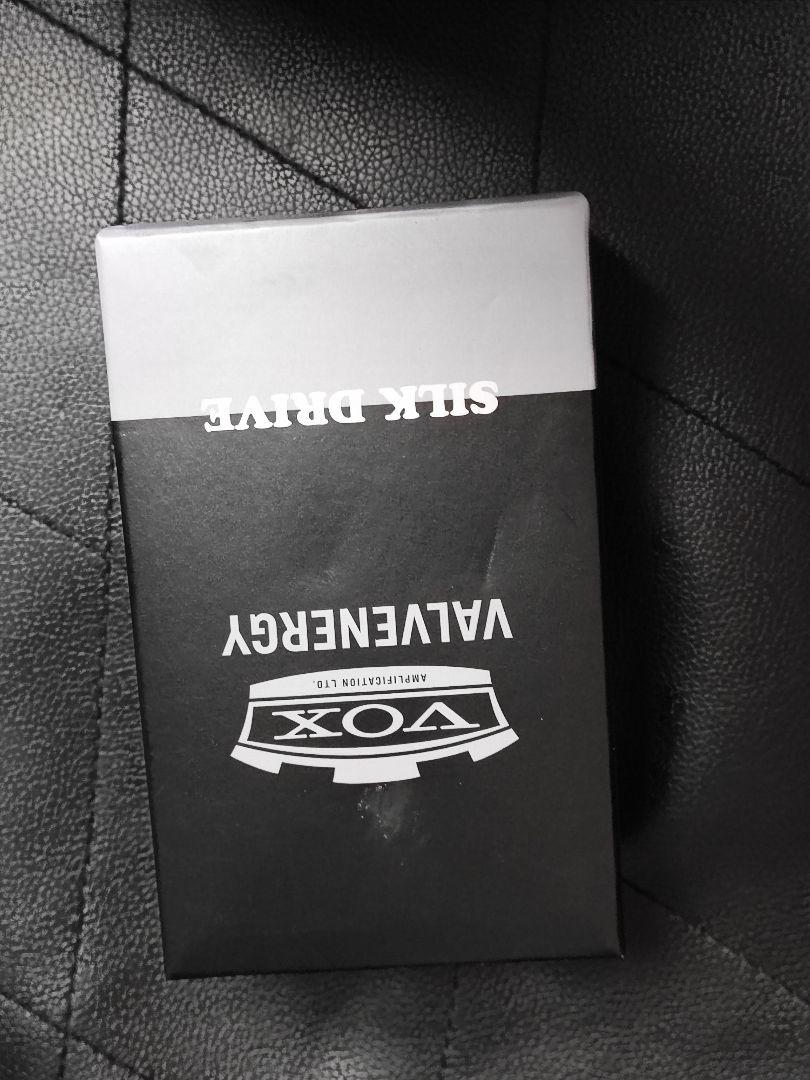 VOX
AMPLIFICATION LTD.
VALVENERGY
SILK DRIVE